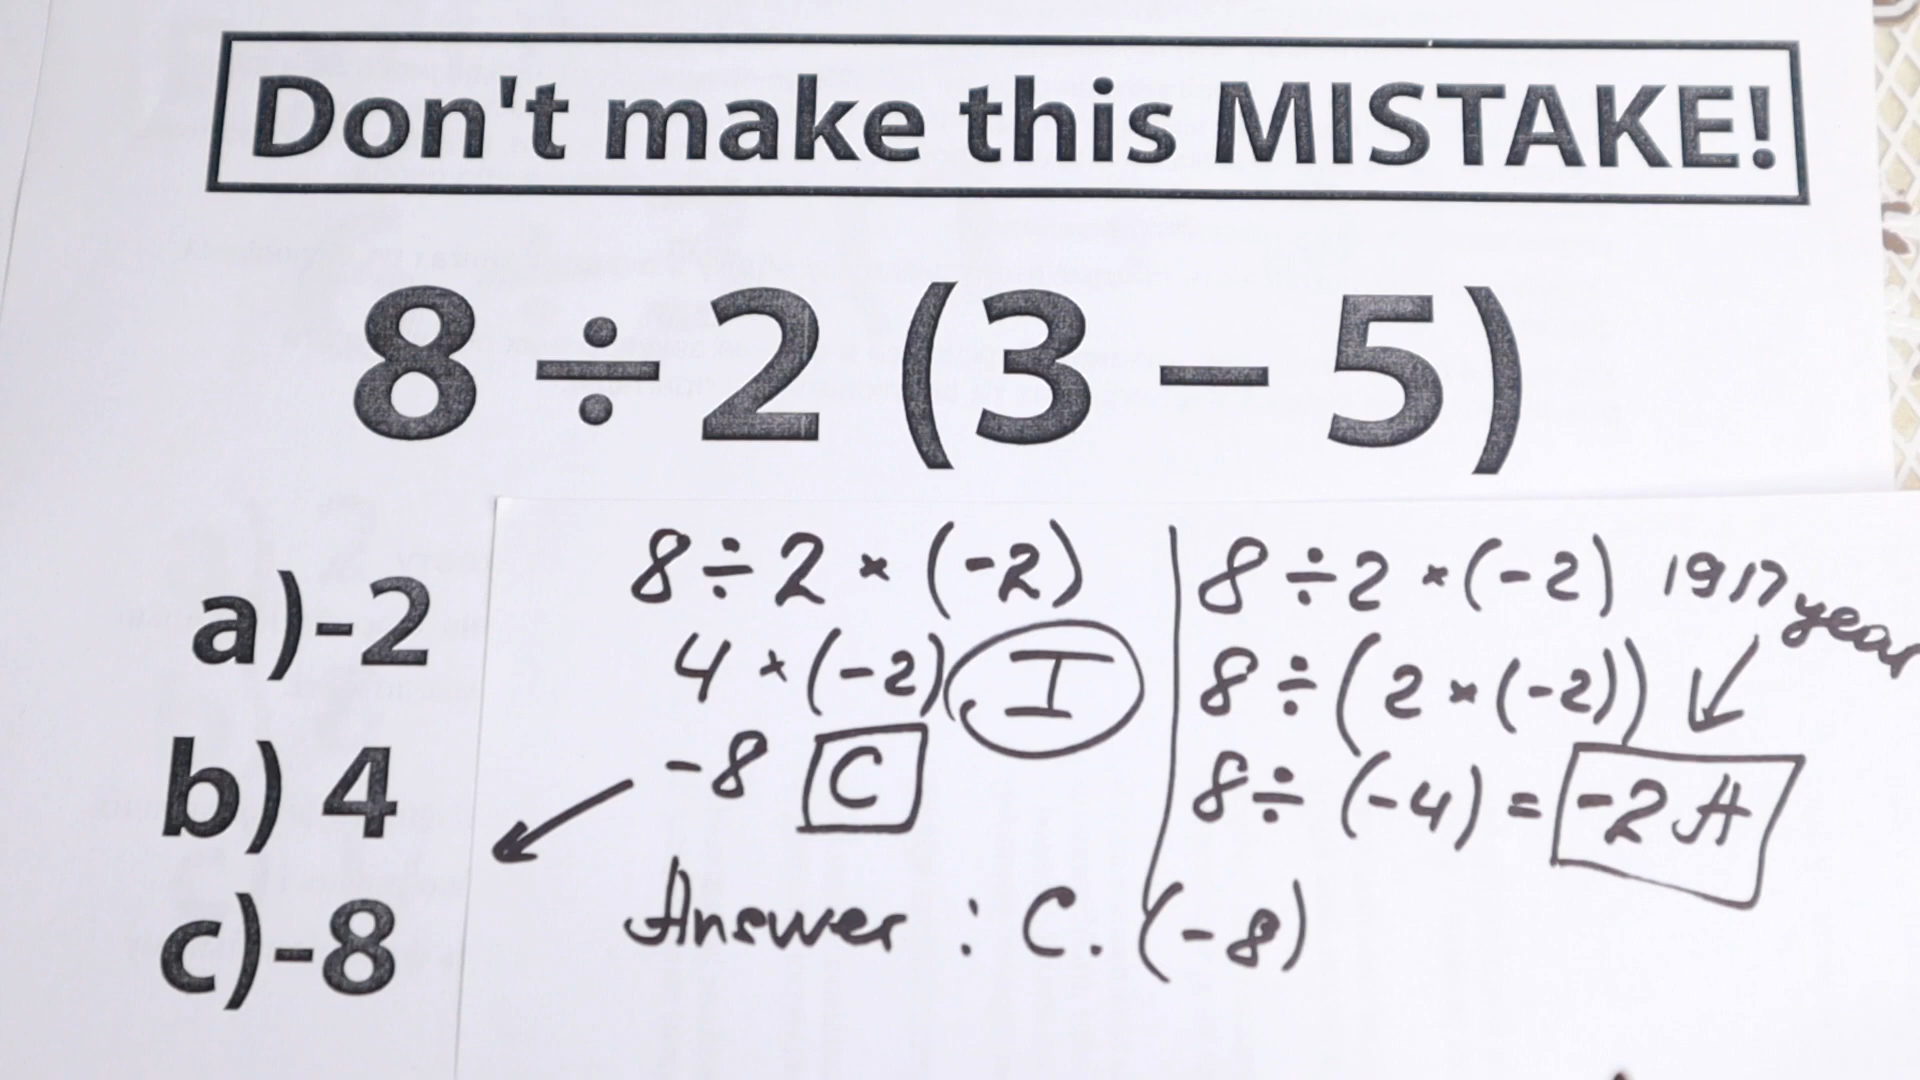 Don't make this MISTAKE!
8 ÷ 2 (3 – 5)
a) -2
b) 4
c) -8
8 ÷ 2 × (-2)
4 × (-2) I
-8 C
Answer : C. (-8)
8 ÷ 2 × (-2) 1917 year
8 ÷ (2 × (-2))
8 ÷ (-4) = -2 A